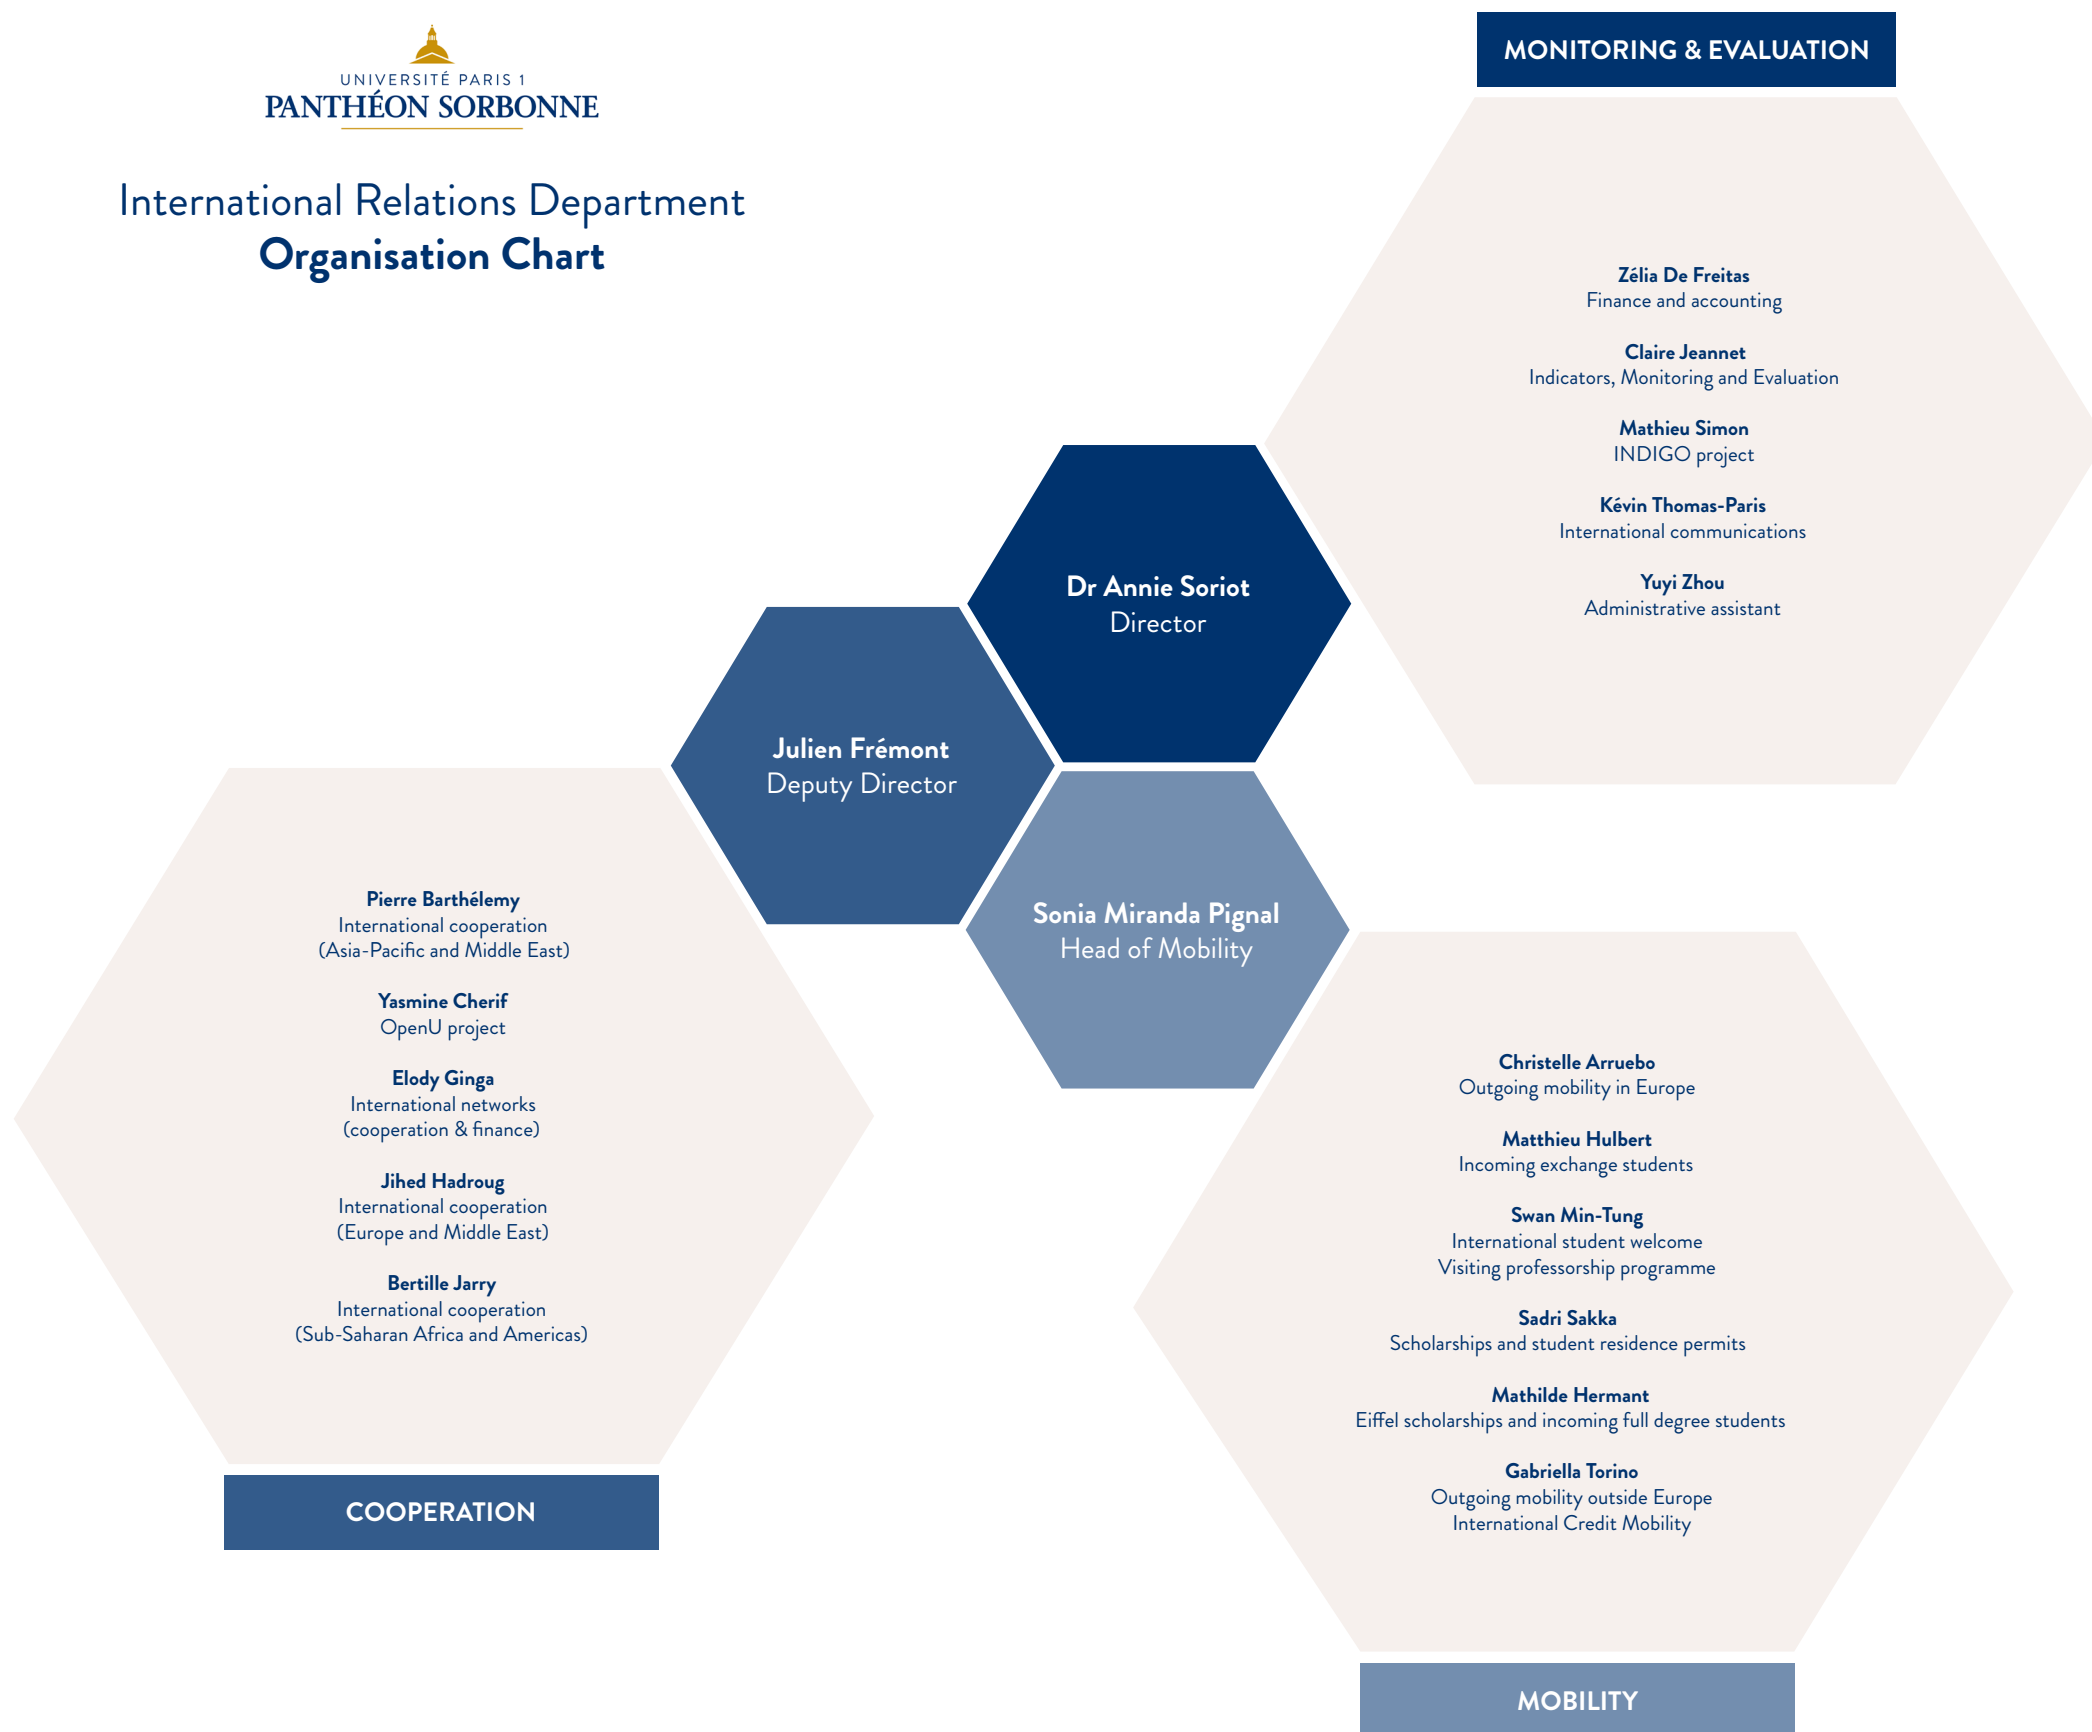 UNIVERSITÉ PARIS 1
PANTHÉON SORBONNE
International Relations Department
Organisation Chart
MONITORING & EVALUATION
Zélia De Freitas
Finance and accounting
Claire Jeannet
Indicators, Monitoring and Evaluation
Mathieu Simon
INDIGO project
Kévin Thomas-Paris
International communications
Yuyi Zhou
Administrative assistant
Dr Annie Soriot
Director
Julien Frémont
Deputy Director
Sonia Miranda Pignal
Head of Mobility
Pierre Barthélemy
International cooperation
(Asia-Pacific and Middle East)
Yasmine Cherif
OpenU project
Elody Ginga
International networks
(cooperation & finance)
Jihed Hadroug
International cooperation
(Europe and Middle East)
Bertille Jarry
International cooperation
(Sub-Saharan Africa and Americas)
COOPERATION
Christelle Arruebo
Outgoing mobility in Europe
Matthieu Hulbert
Incoming exchange students
Swan Min-Tung
International student welcome
Visiting professorship programme
Sadri Sakka
Scholarships and student residence permits
Mathilde Hermant
Eiffel scholarships and incoming full degree students
Gabriella Torino
Outgoing mobility outside Europe
International Credit Mobility
MOBILITY